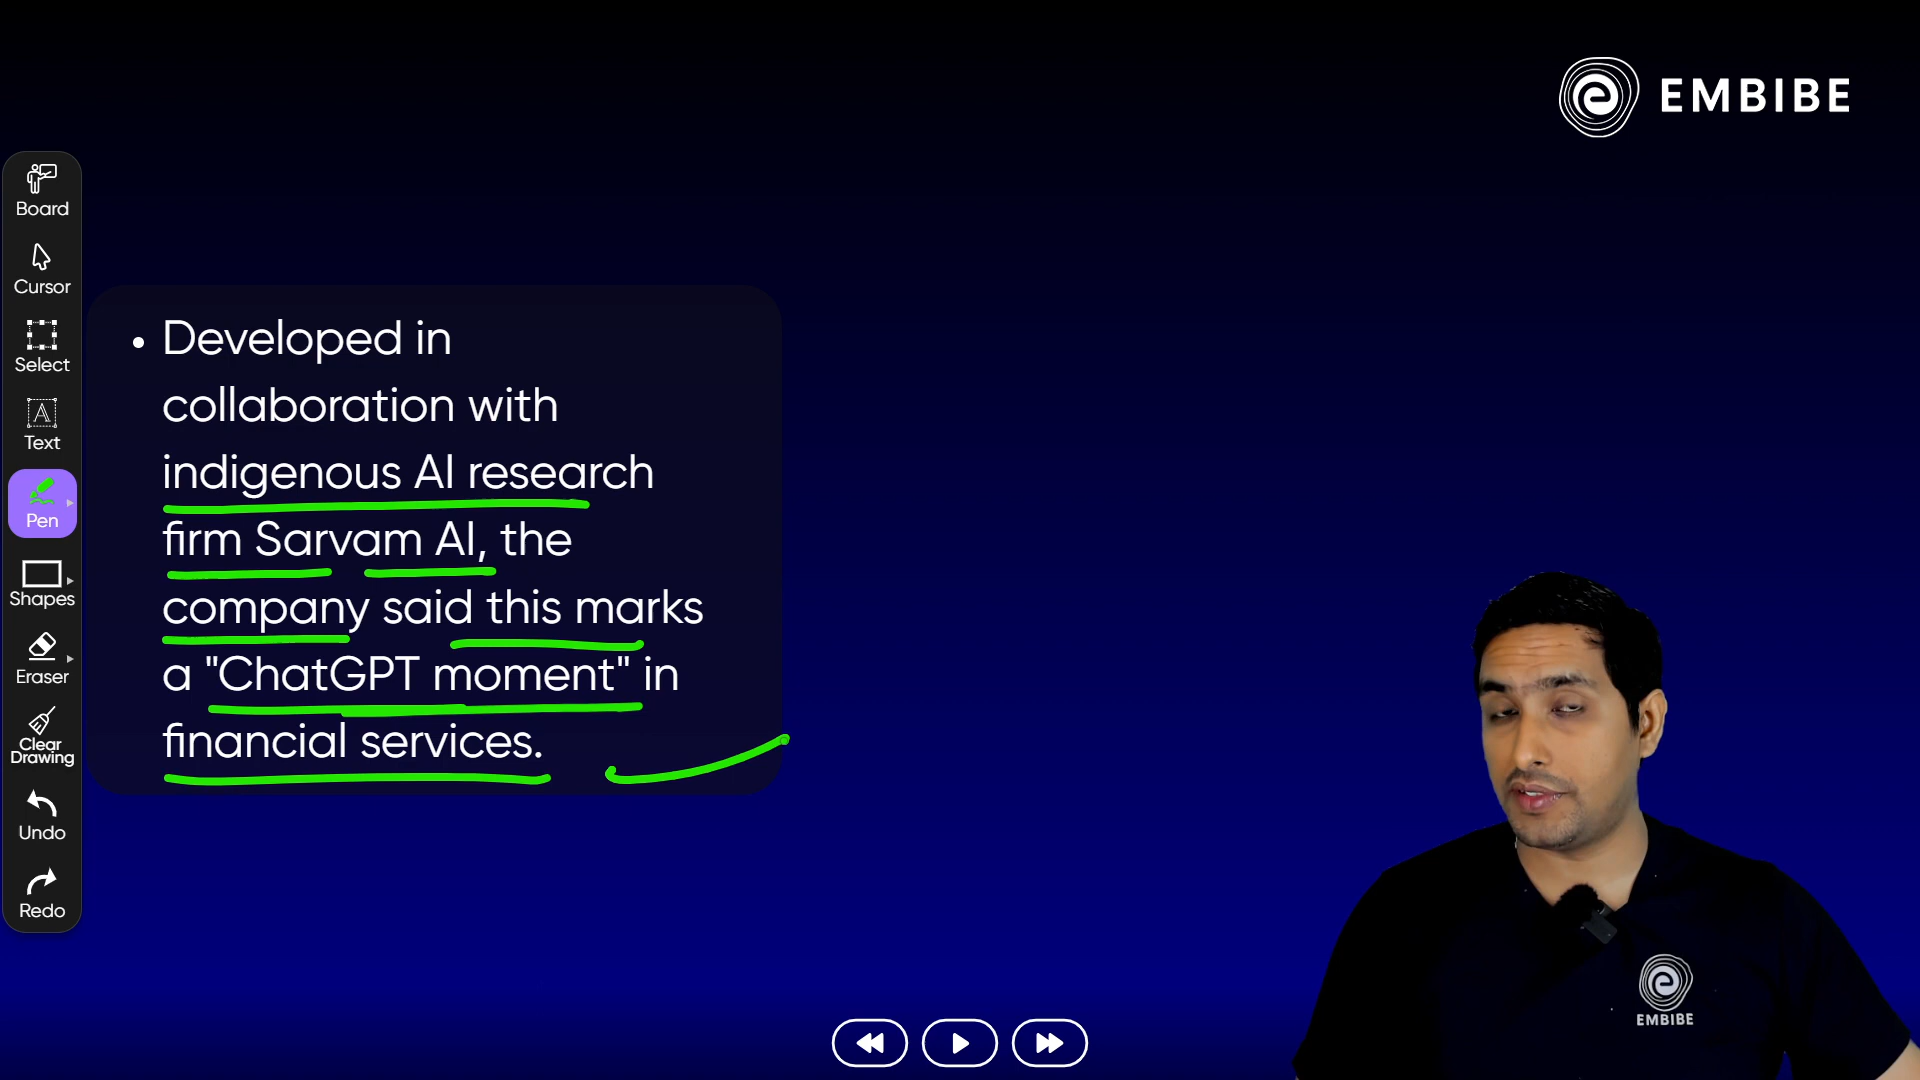 EMBIBE
Board
Cursor
Select
Text
Pen
Shapes
Eraser
Clear
Drawing
Undo
Redo
• Developed in
collaboration with
indigenous AI research
firm Sarvam AI, the
company said this marks
a "ChatGPT moment" in
financial services.
EMBIBE